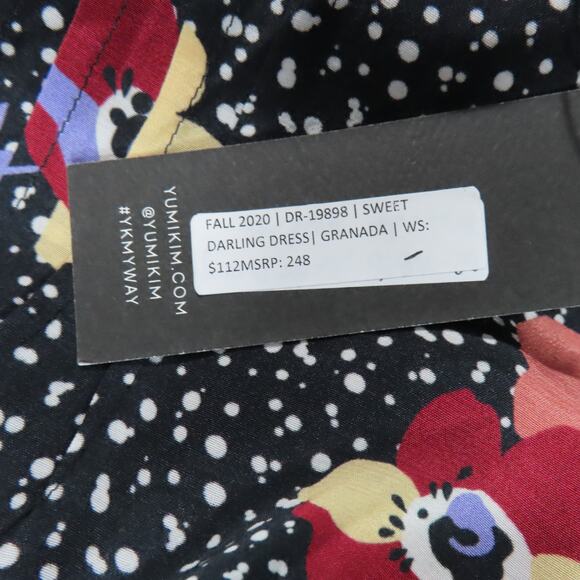 FALL 2020 | DR-19898 | SWEET
DARLING DRESS| GRANADA | WS:
$112MSRP: 248
YUMIKIM.COM
@YUMIKIM
#YKMYWAY